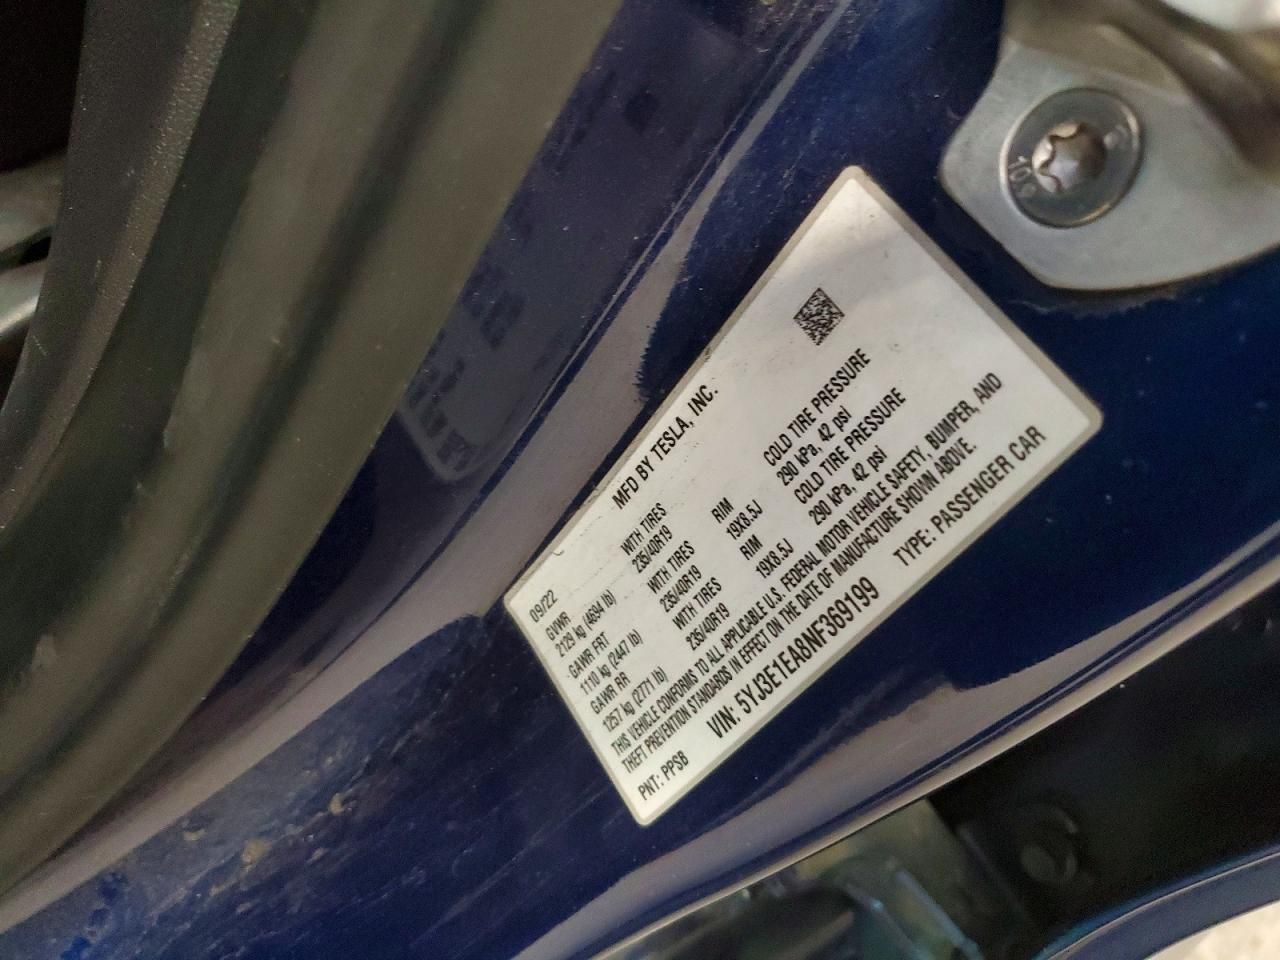 09/22 MFD BY TESLA, INC.
GVWR WITH TIRES RIM COLD TIRE PRESSURE
2129 kg (4694 lb) 235/40R19 19X8.5J 290 kPa, 42 psi
GAWR FRT WITH TIRES RIM COLD TIRE PRESSURE
1110 kg (2447 lb) 235/40R19 19X8.5J 290 kPa, 42 psi
GAWR RR WITH TIRES
1257 kg (2771 lb) 235/40R19
THIS VEHICLE CONFORMS TO ALL APPLICABLE U.S. FEDERAL MOTOR VEHICLE SAFETY, BUMPER, AND
THEFT PREVENTION STANDARDS IN EFFECT ON THE DATE OF MANUFACTURE SHOWN ABOVE.
PNT: PPSB VIN: 5YJ3E1EA8NF369199 TYPE: PASSENGER CAR
10.9